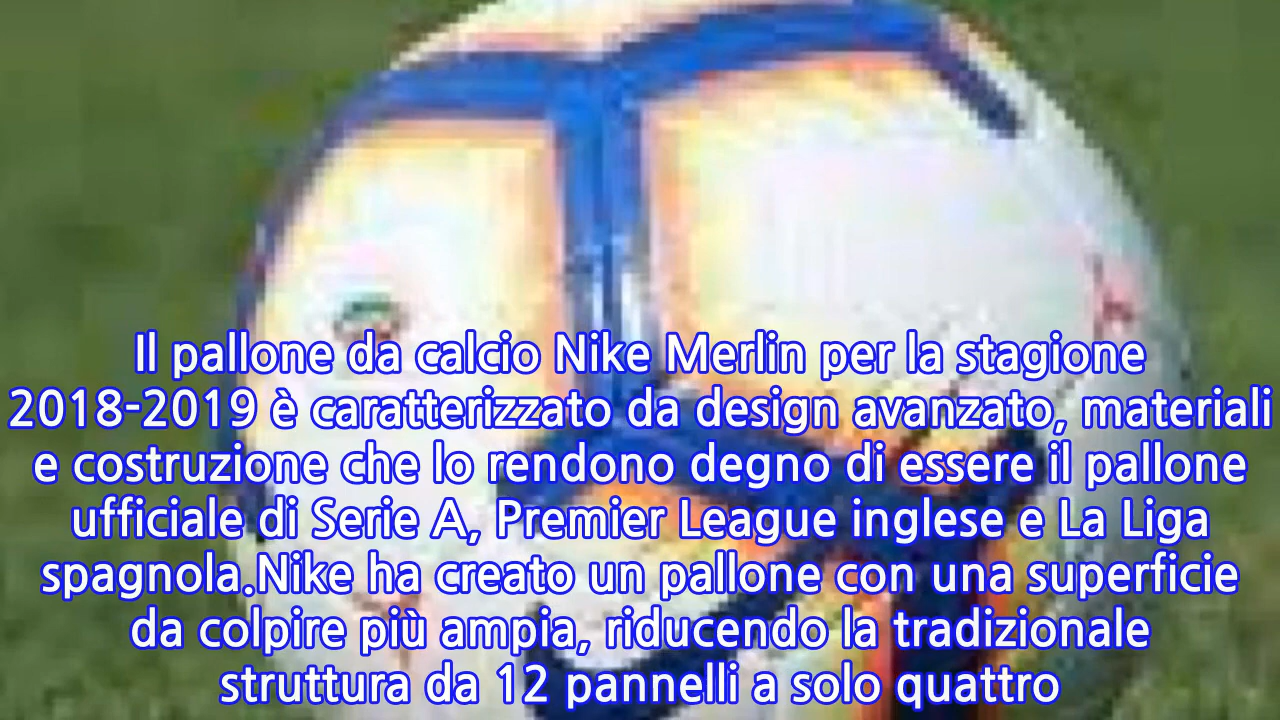 Il pallone da calcio Nike Merlin per la stagione
2018-2019 è caratterizzato da design avanzato, materiali
e costruzione che lo rendono degno di essere il pallone
ufficiale di Serie A, Premier League inglese e La Liga
spagnola.Nike ha creato un pallone con una superficie
da colpire più ampia, riducendo la tradizionale
struttura da 12 pannelli a solo quattro